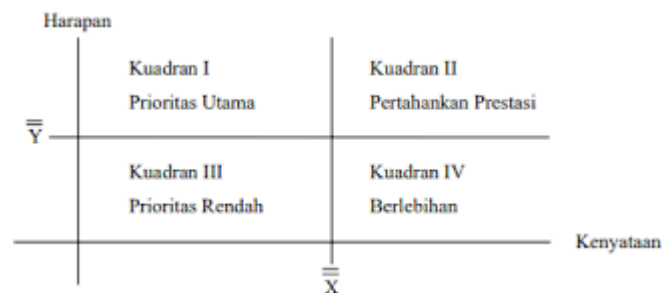 Harapan
Kuadran I
Prioritas Utama
Kuadran II
Pertahankan Prestasi
Y̿
Kuadran III
Prioritas Rendah
Kuadran IV
Berlebihan
Kenyataan
X̿